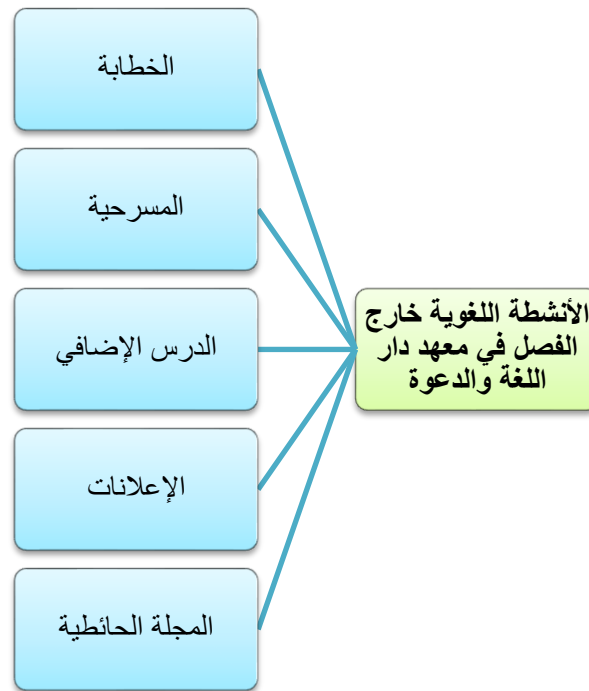 الأنشطة اللغوية خارج
الفصل في معهد دار
اللغة والدعوة
الخطابة
المسرحية
الدرس الإضافي
الإعلانات
المجلة الحائطية